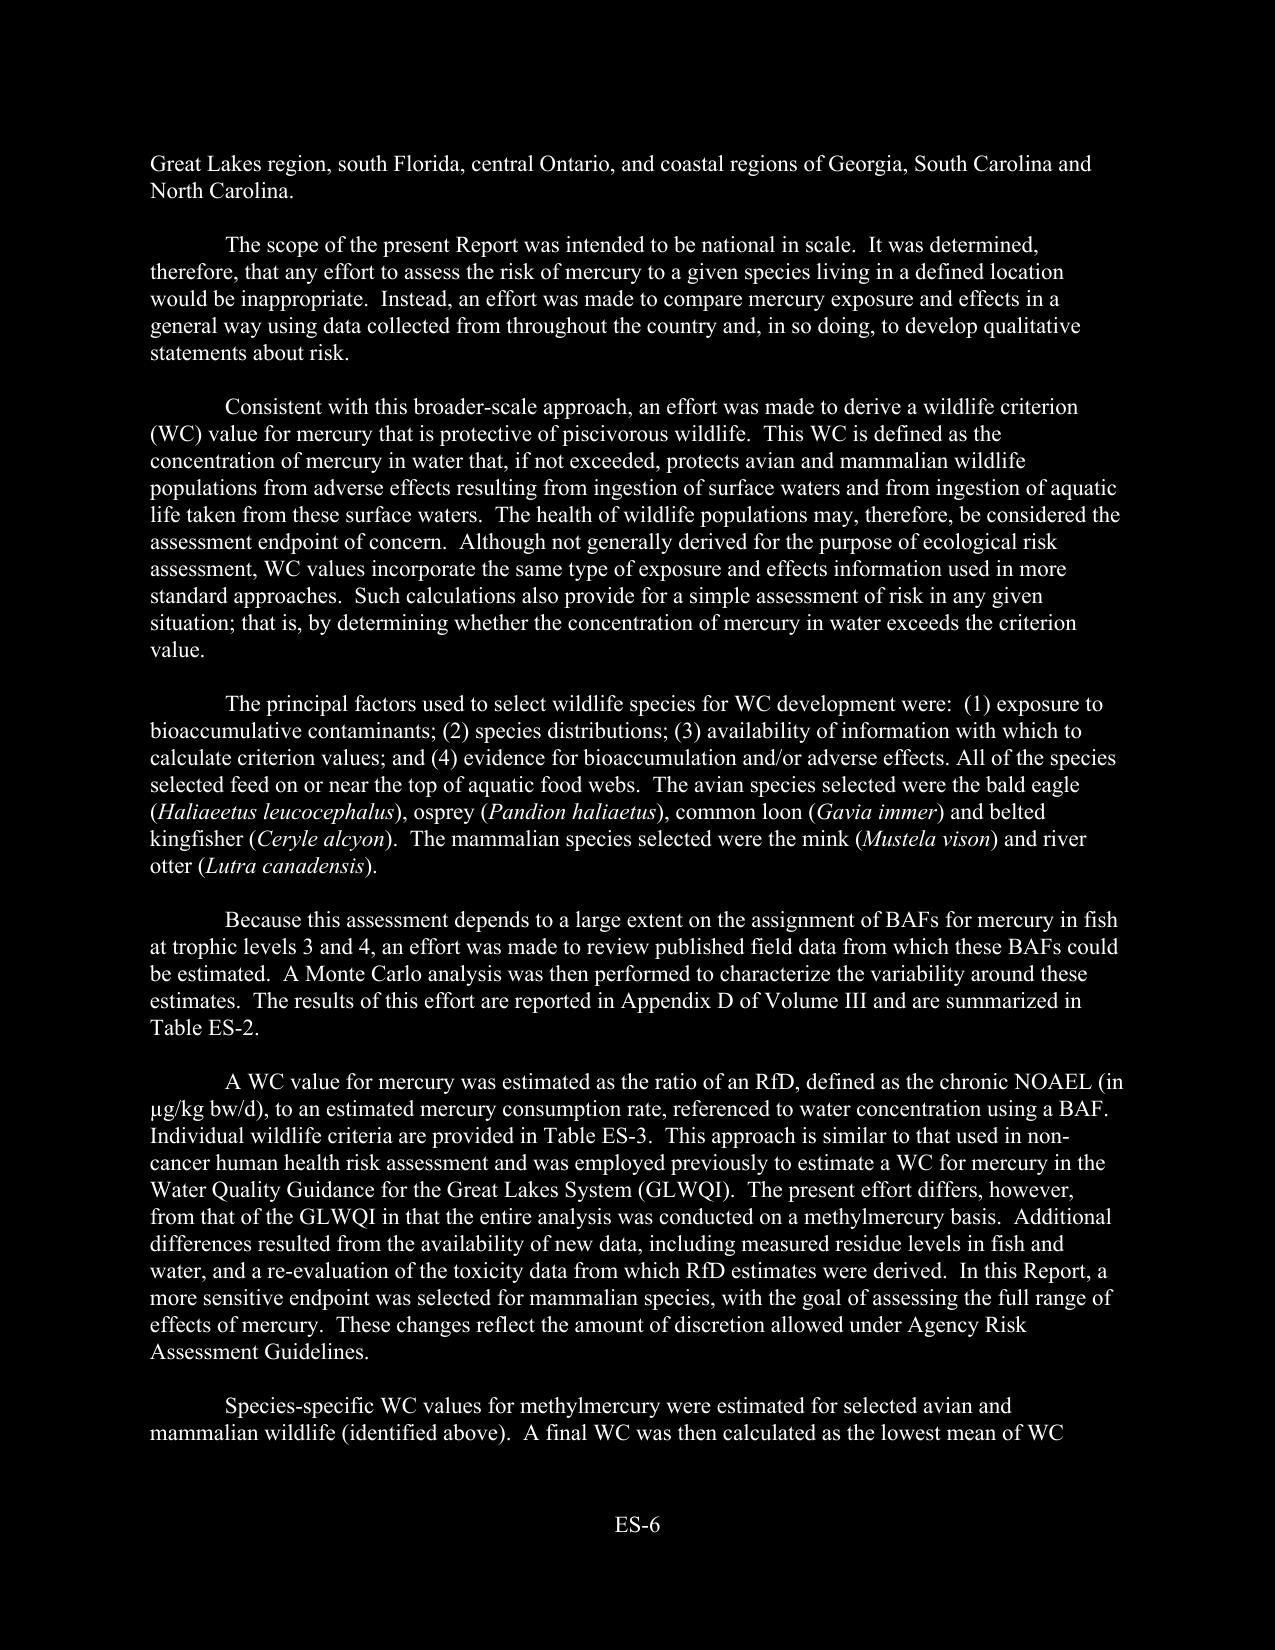 Great Lakes region, south Florida, central Ontario, and coastal regions of Georgia, South Carolina and
North Carolina.
The scope of the present Report was intended to be national in scale.  It was determined,
therefore, that any effort to assess the risk of mercury to a given species living in a defined location
would be inappropriate.  Instead, an effort was made to compare mercury exposure and effects in a
general way using data collected from throughout the country and, in so doing, to develop qualitative
statements about risk.
Consistent with this broader-scale approach, an effort was made to derive a wildlife criterion
(WC) value for mercury that is protective of piscivorous wildlife.  This WC is defined as the
concentration of mercury in water that, if not exceeded, protects avian and mammalian wildlife
populations from adverse effects resulting from ingestion of surface waters and from ingestion of aquatic
life taken from these surface waters.  The health of wildlife populations may, therefore, be considered the
assessment endpoint of concern.  Although not generally derived for the purpose of ecological risk
assessment, WC values incorporate the same type of exposure and effects information used in more
standard approaches.  Such calculations also provide for a simple assessment of risk in any given
situation; that is, by determining whether the concentration of mercury in water exceeds the criterion
value.
The principal factors used to select wildlife species for WC development were:  (1) exposure to
bioaccumulative contaminants; (2) species distributions; (3) availability of information with which to
calculate criterion values; and (4) evidence for bioaccumulation and/or adverse effects. All of the species
selected feed on or near the top of aquatic food webs.  The avian species selected were the bald eagle
(Haliaeetus leucocephalus), osprey (Pandion haliaetus), common loon (Gavia immer) and belted
kingfisher (Ceryle alcyon).  The mammalian species selected were the mink (Mustela vison) and river
otter (Lutra canadensis).
Because this assessment depends to a large extent on the assignment of BAFs for mercury in fish
at trophic levels 3 and 4, an effort was made to review published field data from which these BAFs could
be estimated.  A Monte Carlo analysis was then performed to characterize the variability around these
estimates.  The results of this effort are reported in Appendix D of Volume III and are summarized in
Table ES-2.
A WC value for mercury was estimated as the ratio of an RfD, defined as the chronic NOAEL (in
µg/kg bw/d), to an estimated mercury consumption rate, referenced to water concentration using a BAF.
Individual wildlife criteria are provided in Table ES-3.  This approach is similar to that used in non-
cancer human health risk assessment and was employed previously to estimate a WC for mercury in the
Water Quality Guidance for the Great Lakes System (GLWQI).  The present effort differs, however,
from that of the GLWQI in that the entire analysis was conducted on a methylmercury basis.  Additional
differences resulted from the availability of new data, including measured residue levels in fish and
water, and a re-evaluation of the toxicity data from which RfD estimates were derived.  In this Report, a
more sensitive endpoint was selected for mammalian species, with the goal of assessing the full range of
effects of mercury.  These changes reflect the amount of discretion allowed under Agency Risk
Assessment Guidelines.
Species-specific WC values for methylmercury were estimated for selected avian and
mammalian wildlife (identified above).  A final WC was then calculated as the lowest mean of WC
ES-6